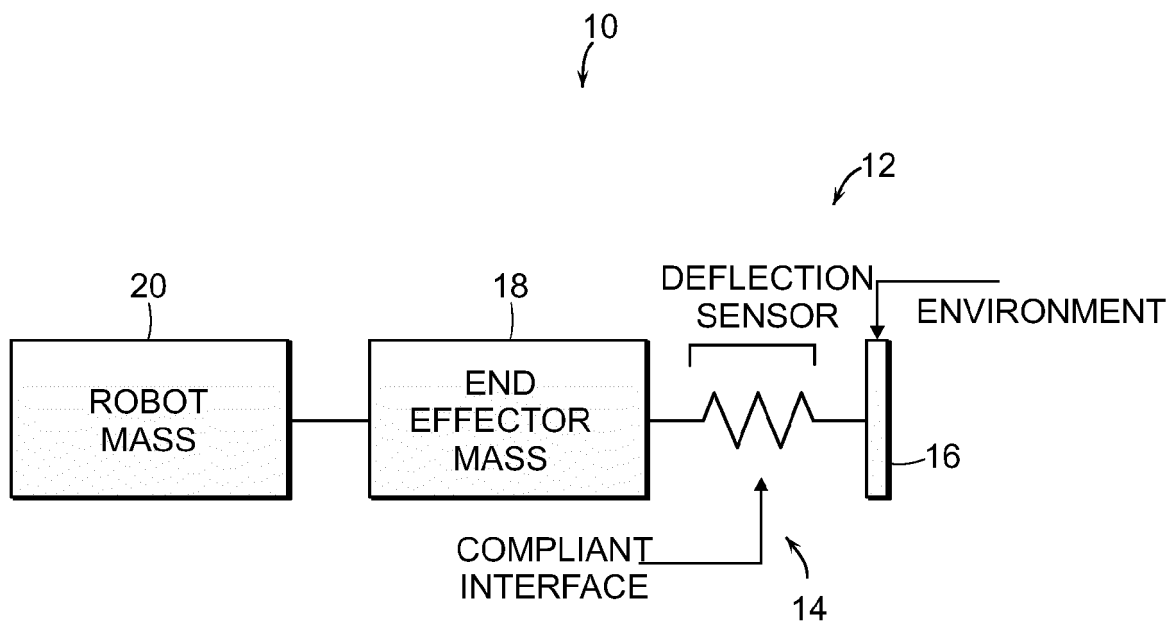 10
12
20
18
DEFLECTION
SENSOR
ENVIRONMENT
ROBOT
MASS
END
EFFECTOR
MASS
16
COMPLIANT
INTERFACE
14